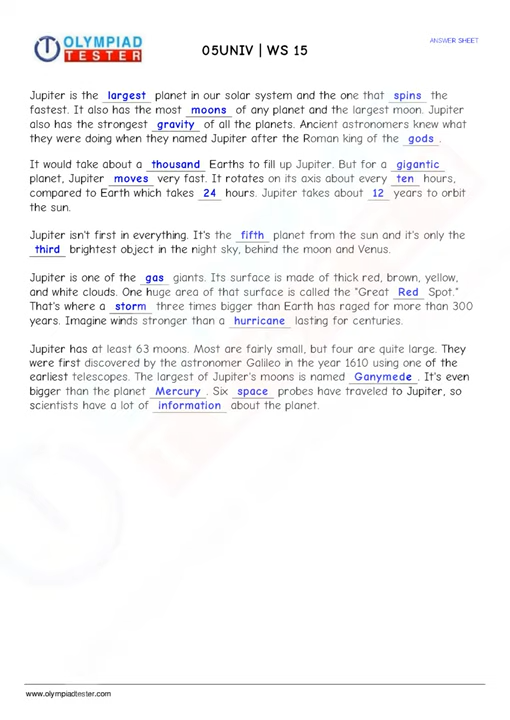 OLYMPIAD
TESTER
05UNIV | WS 15
ANSWER SHEET
Jupiter is the largest planet in our solar system and the one that spins the
fastest. It also has the most moons of any planet and the largest moon. Jupiter
also has the strongest gravity of all the planets. Ancient astronomers knew what
they were doing when they named Jupiter after the Roman king of the gods .
It would take about a thousand Earths to fill up Jupiter. But for a gigantic
planet, Jupiter moves very fast. It rotates on its axis about every ten hours,
compared to Earth which takes 24 hours. Jupiter takes about 12 years to orbit
the sun.
Jupiter isn't first in everything. It's the fifth planet from the sun and it's only the
third brightest object in the night sky, behind the moon and Venus.
Jupiter is one of the gas giants. Its surface is made of thick red, brown, yellow,
and white clouds. One huge area of that surface is called the "Great Red Spot."
That's where a storm three times bigger than Earth has raged for more than 300
years. Imagine winds stronger than a hurricane lasting for centuries.
Jupiter has at least 63 moons. Most are fairly small, but four are quite large. They
were first discovered by the astronomer Galileo in the year 1610 using one of the
earliest telescopes. The largest of Jupiter's moons is named Ganymede . It's even
bigger than the planet Mercury . Six space probes have traveled to Jupiter, so
scientists have a lot of information about the planet.
www.olympiadtester.com